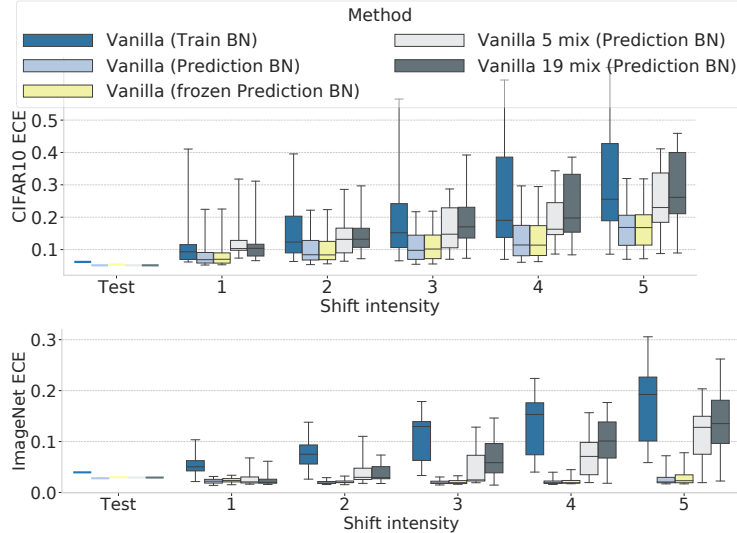 Method
Vanilla (Train BN)
Vanilla (Prediction BN)
Vanilla (frozen Prediction BN)
Vanilla 5 mix (Prediction BN)
Vanilla 19 mix (Prediction BN)
CIFAR10 ECE
0.5
0.4
0.3
0.2
0.1
Test 1 2 3 4 5
Shift intensity
ImageNet ECE
0.3
0.2
0.1
0.0
Test 1 2 3 4 5
Shift intensity